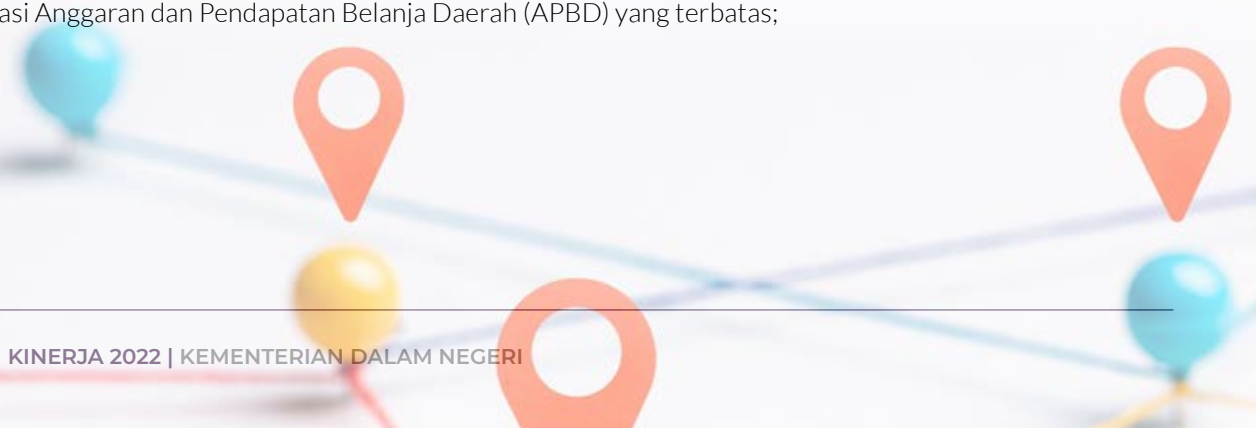 asi Anggaran dan Pendapatan Belanja Daerah (APBD) yang terbatas;
KINERJA 2022 | KEMENTERIAN DALAM NEGERI